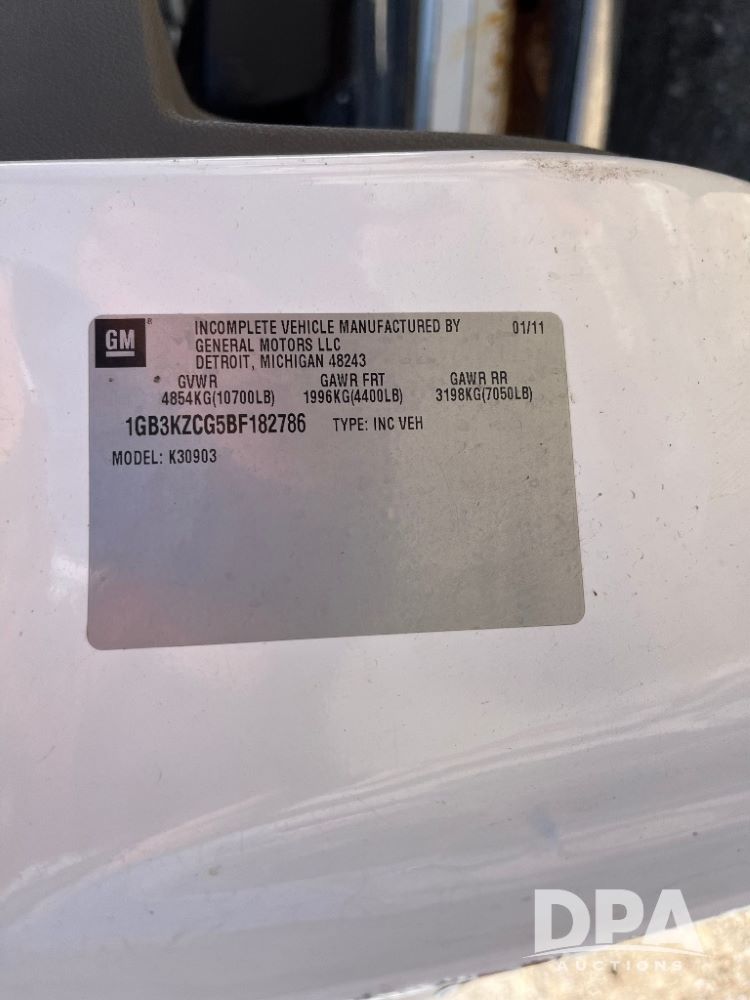 GM ® INCOMPLETE VEHICLE MANUFACTURED BY 01/11
GENERAL MOTORS LLC
DETROIT, MICHIGAN 48243
GVWR GAWR FRT GAWR RR
4854KG(10700LB) 1996KG(4400LB) 3198KG(7050LB)
1GB3KZCG5BF182786 TYPE: INC VEH
MODEL: K30903
DPA
AUCTIONS